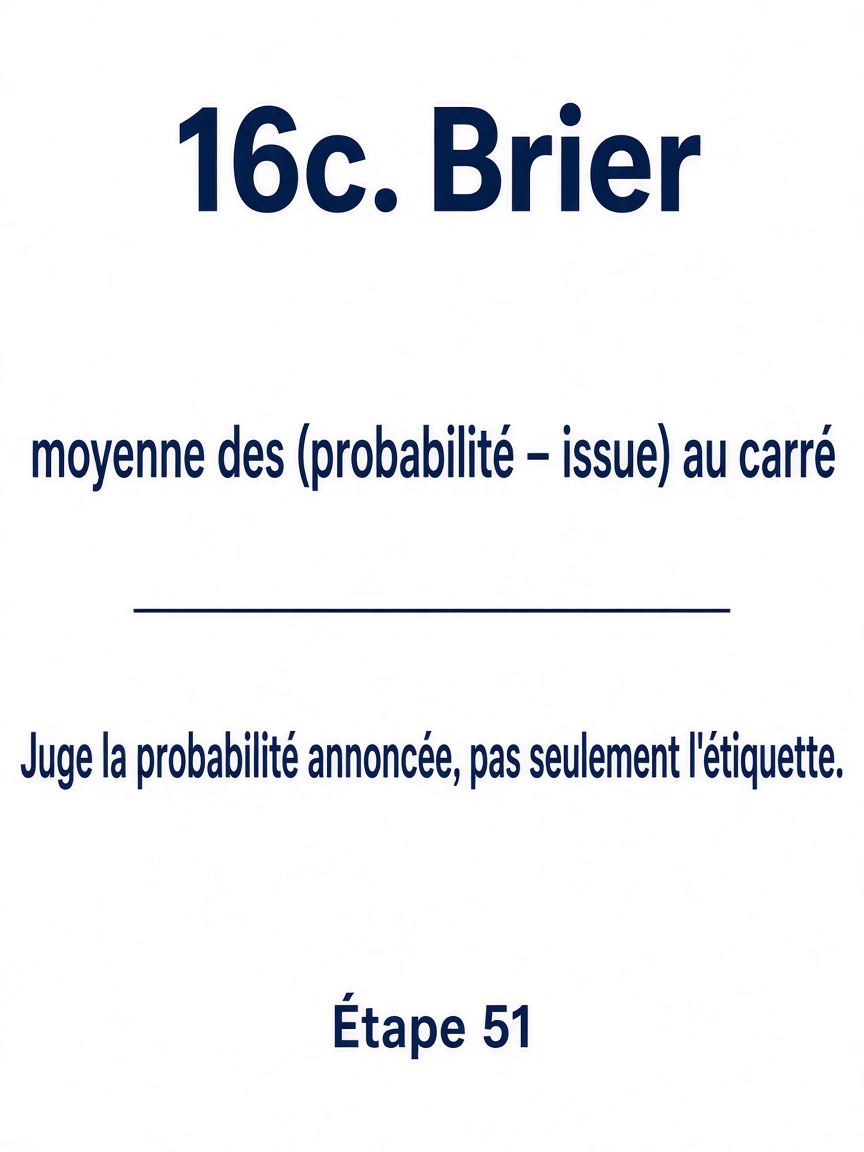 16c. Brier
moyenne des (probabilité – issue) au carré
Juge la probabilité annoncée, pas seulement l'étiquette.
Étape 51